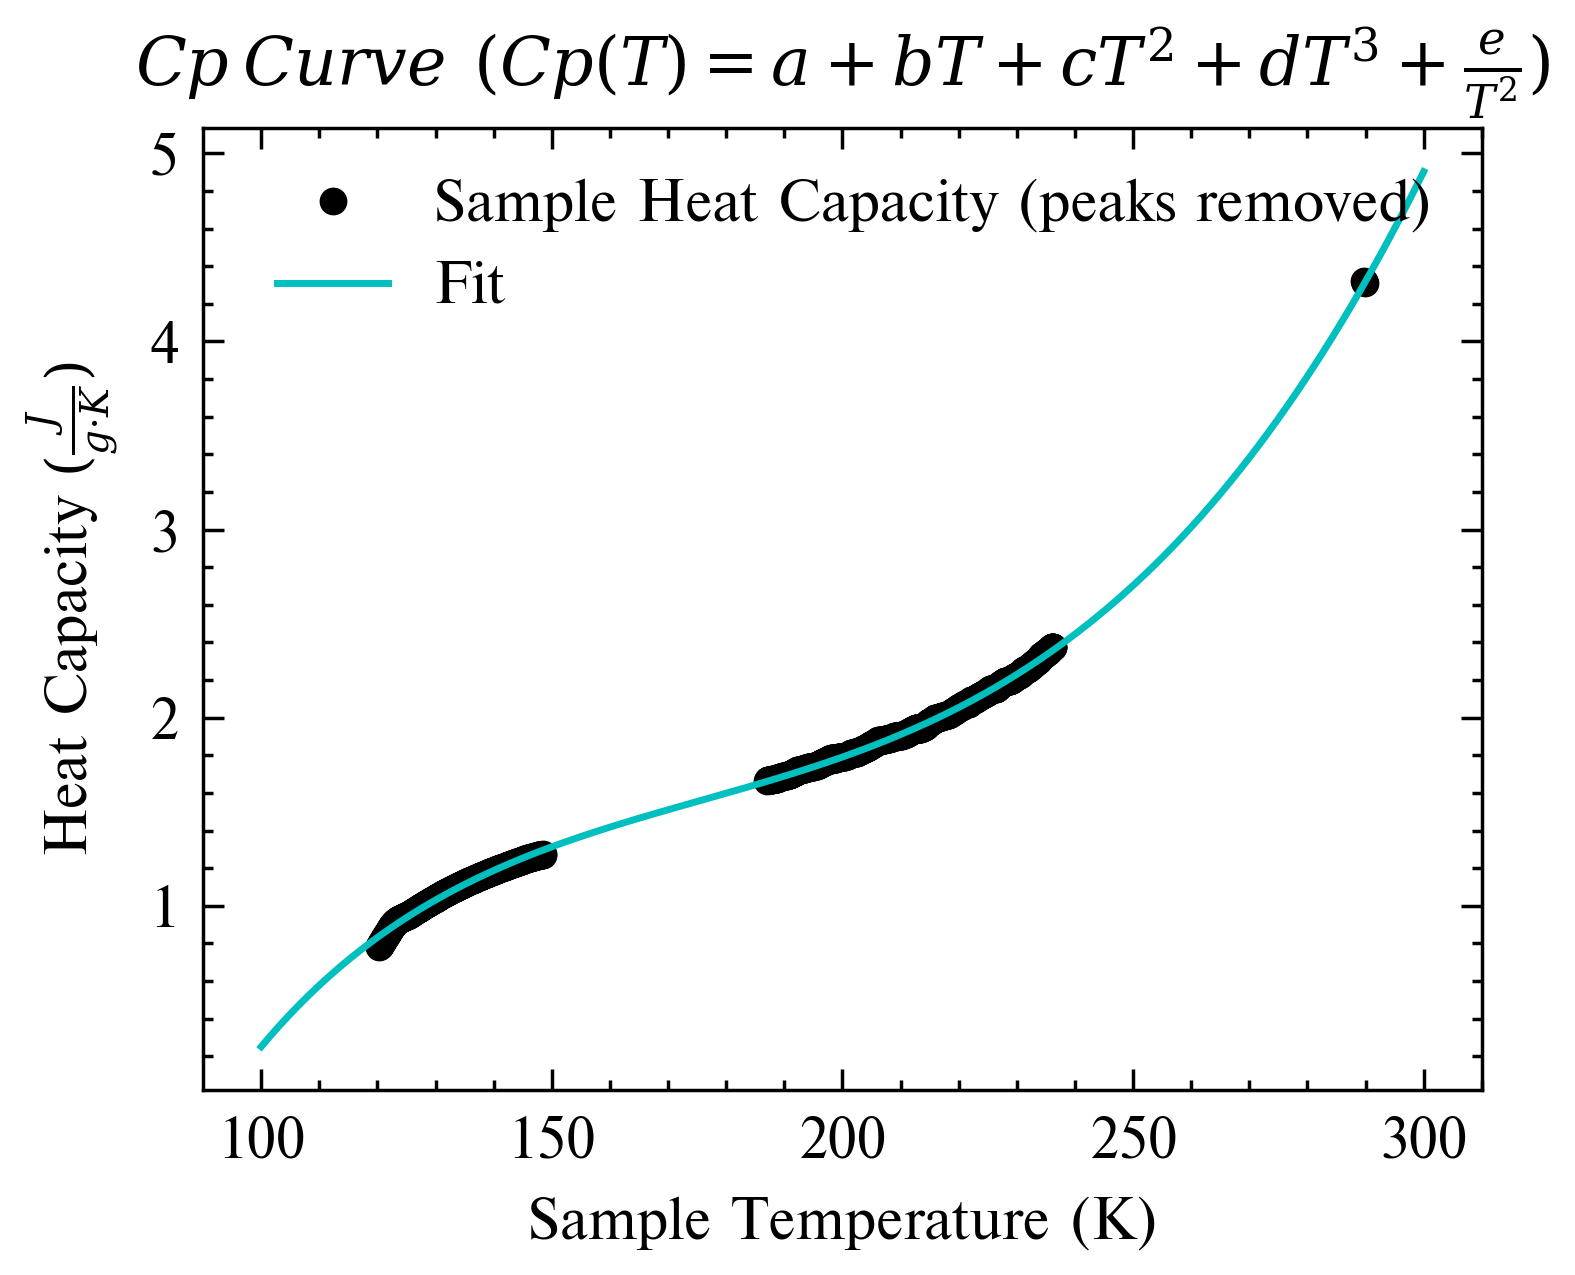 Cp Curve (Cp(T) = a + bT + cT² + dT³ + e/T²)
Sample Heat Capacity (peaks removed)
Fit
Heat Capacity (J/g·K)
5
4
3
2
1
100 150 200 250 300
Sample Temperature (K)